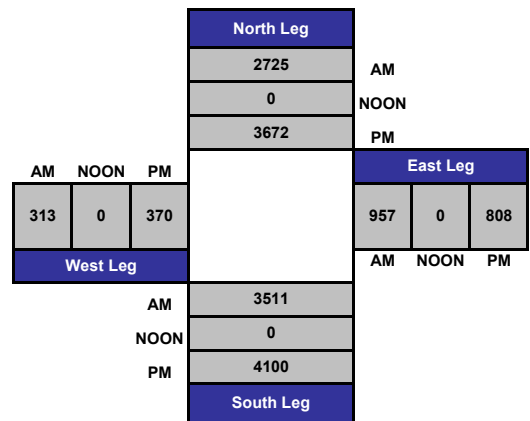 North Leg
2725 AM
0 NOON
3672 PM
AM NOON PM
East Leg
313 0 370
957 0 808
West Leg
AM NOON PM
AM 3511
NOON 0
PM 4100
South Leg